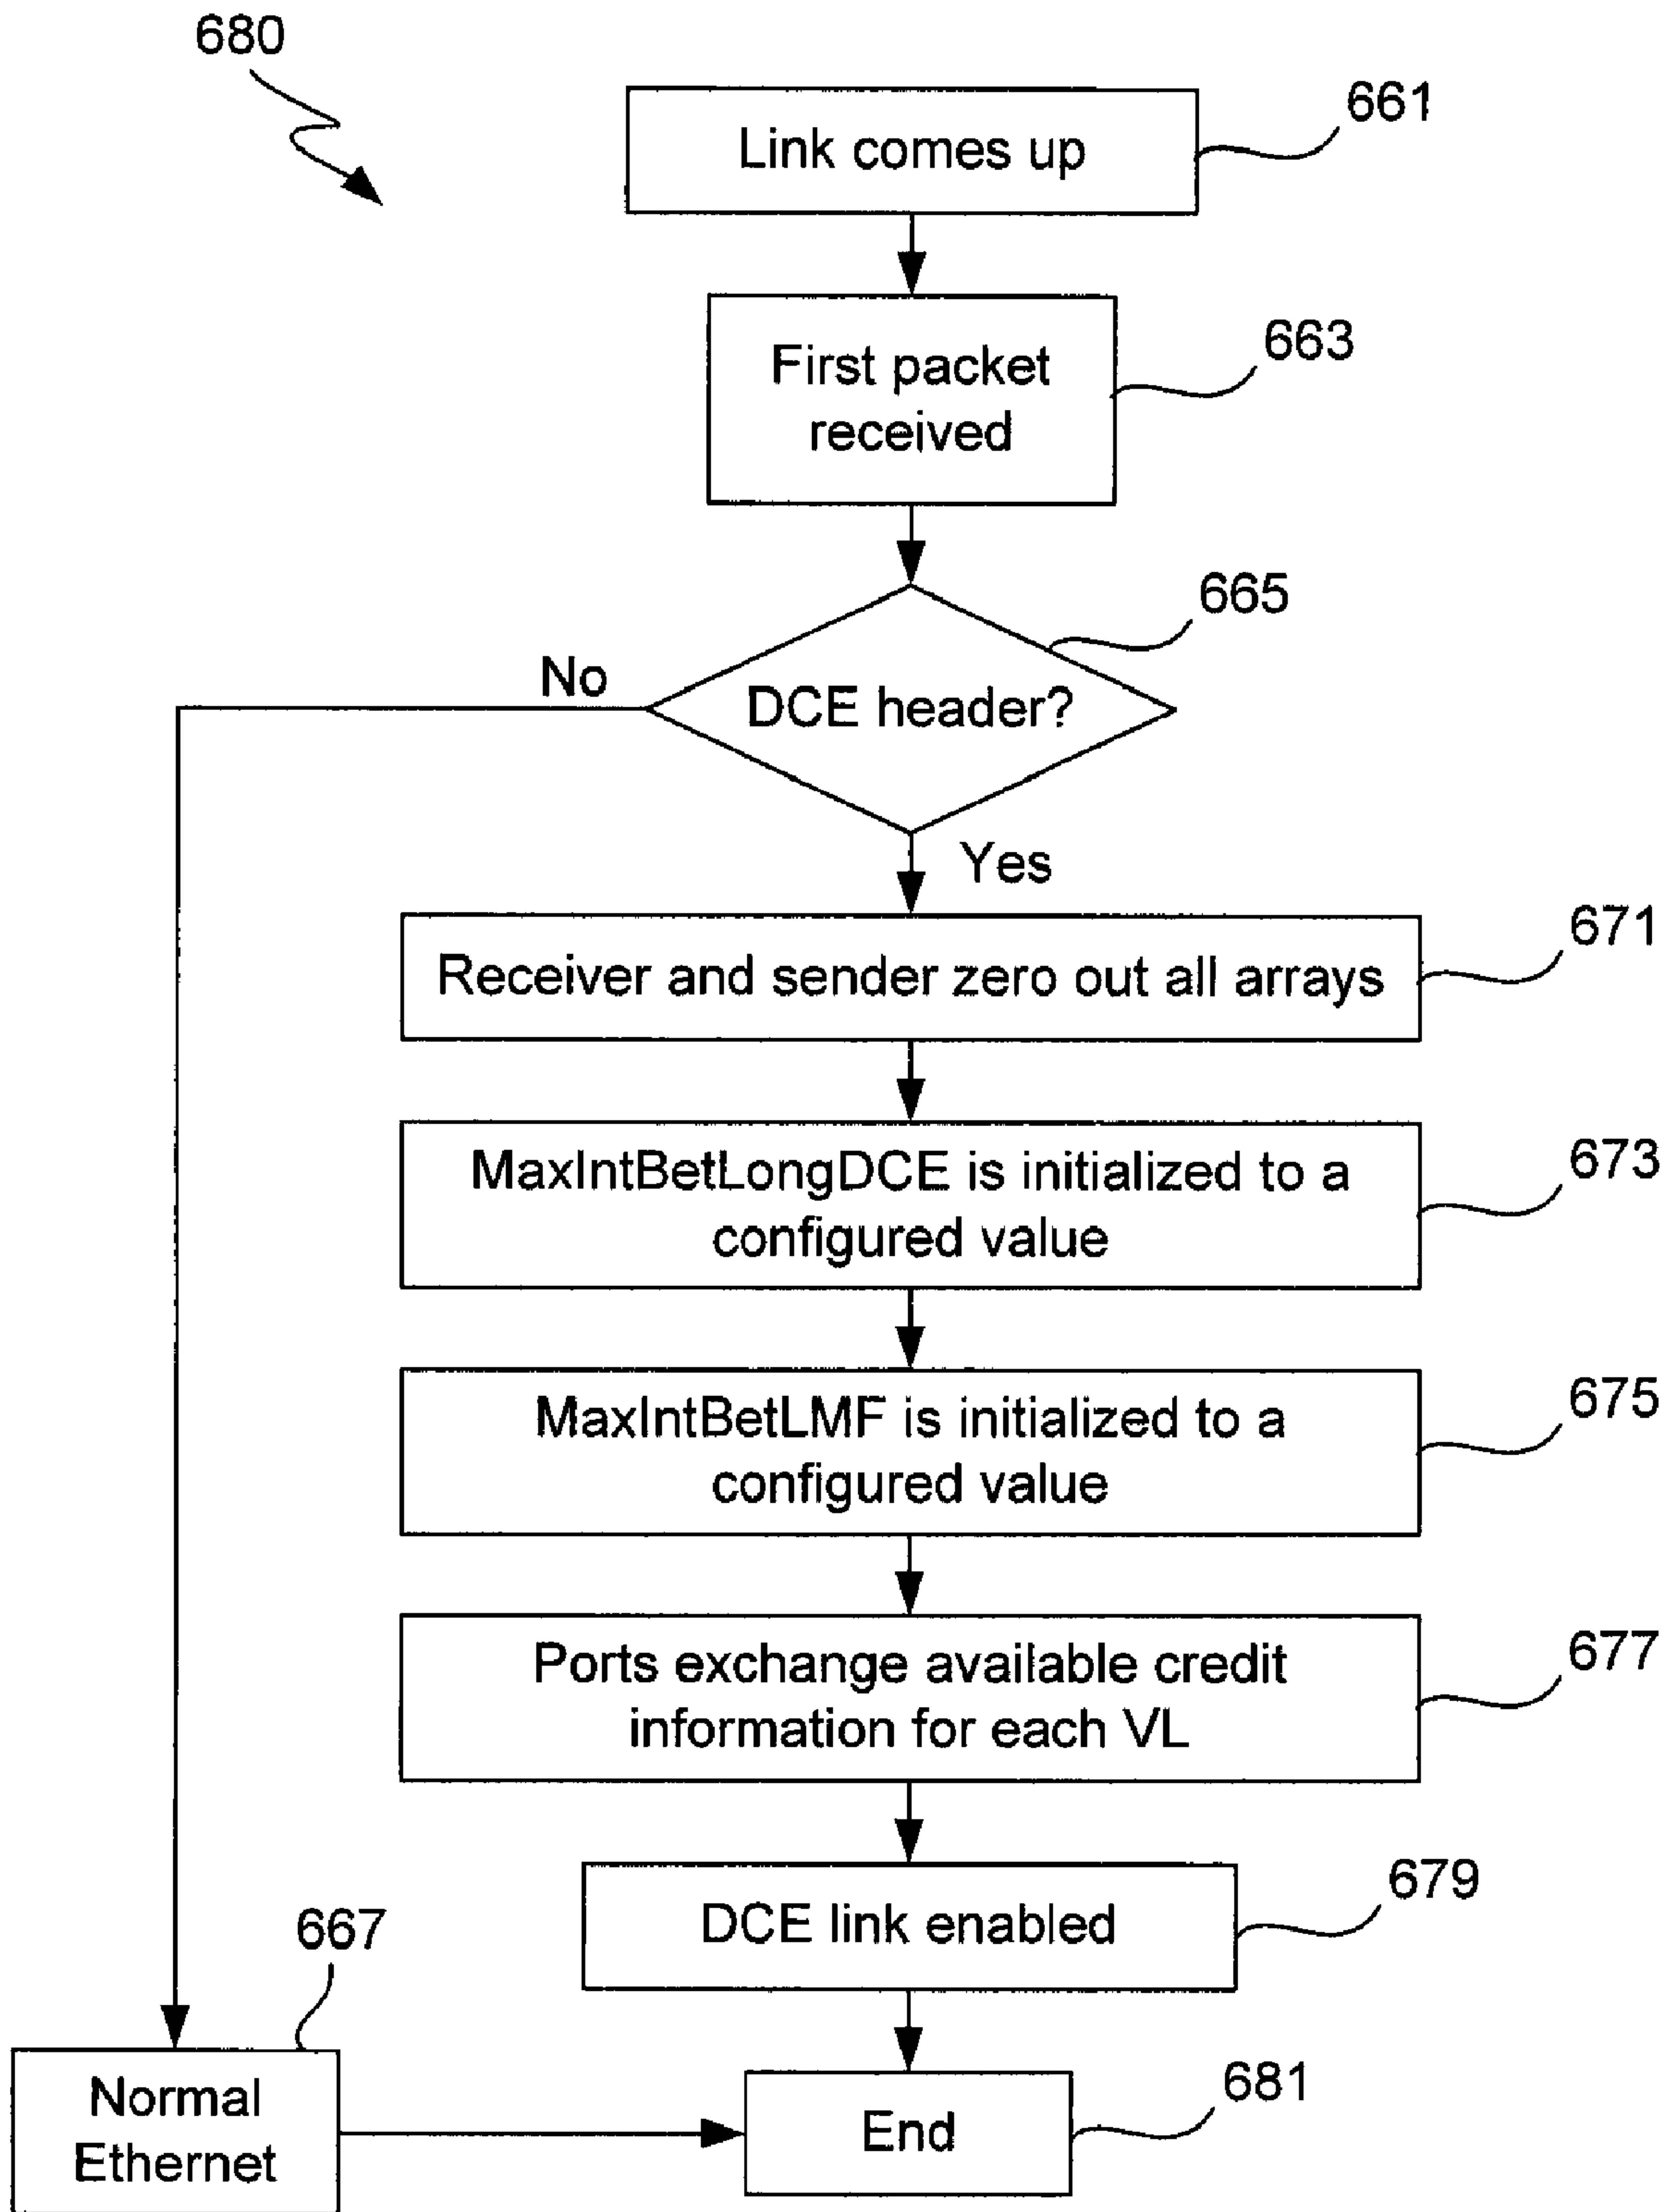 680
661
Link comes up
663
First packet
received
665
No
DCE header?
Yes
671
Receiver and sender zero out all arrays
673
MaxIntBetLongDCE is initialized to a
configured value
675
MaxIntBetLMF is initialized to a
configured value
677
Ports exchange available credit
information for each VL
679
DCE link enabled
667
Normal
Ethernet
681
End